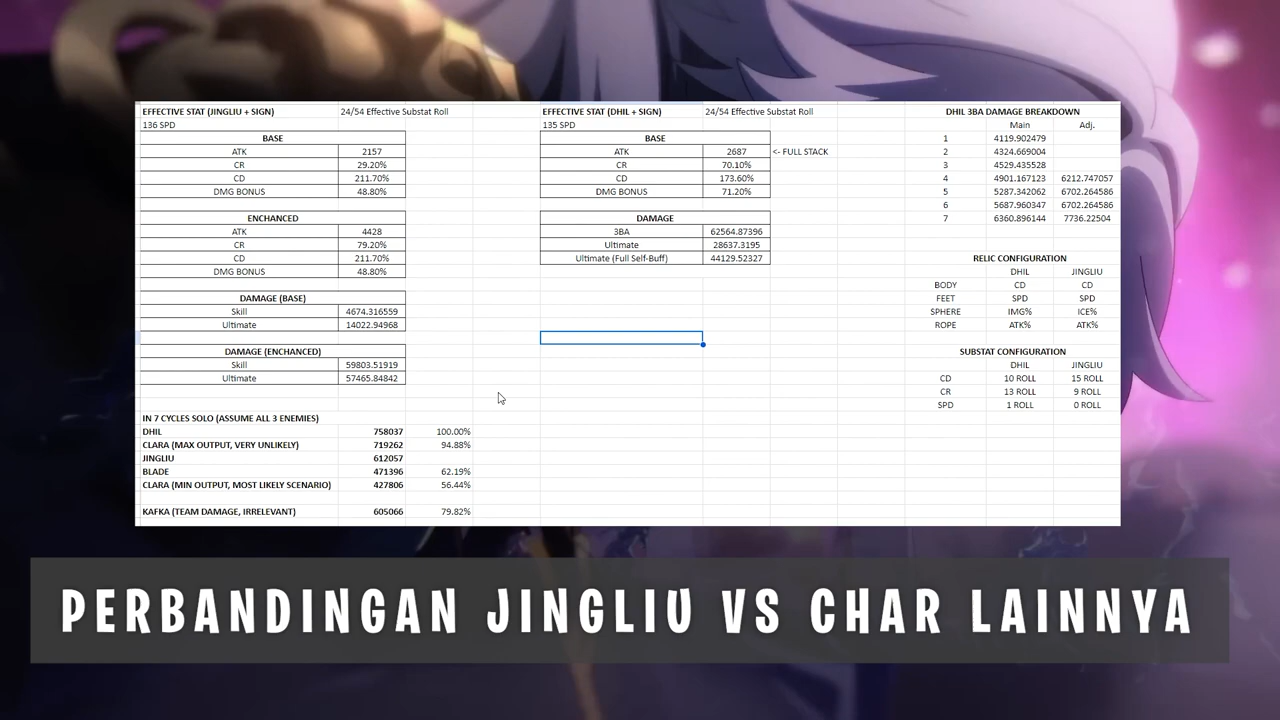 EFFECTIVE STAT (JINGLIU + SIGN) 24/54 Effective Substat Roll
136 SPD
BASE
ATK 2157
CR 29.20%
CD 211.70%
DMG BONUS 48.80%
ENCHANCED
ATK 4428
CR 79.20%
CD 211.70%
DMG BONUS 48.80%
DAMAGE (BASE)
Skill 4674.316559
Ultimate 14022.94968
DAMAGE (ENCHANCED)
Skill 59803.51919
Ultimate 57465.84842
IN 7 CYCLES SOLO (ASSUME ALL 3 ENEMIES)
DHIL 758037 100.00%
CLARA (MAX OUTPUT, VERY UNLIKELY) 719262 94.88%
JINGLIU 612057
BLADE 471396 62.19%
CLARA (MIN OUTPUT, MOST LIKELY SCENARIO) 427806 56.44%
KAFKA (TEAM DAMAGE, IRRELEVANT) 605066 79.82%
EFFECTIVE STAT (DHIL + SIGN) 24/54 Effective Substat Roll
135 SPD
BASE
ATK 2687 <- FULL STACK
CR 70.10%
CD 173.60%
DMG BONUS 71.20%
DAMAGE
3BA 62564.87396
Ultimate 28637.3195
Ultimate (Full Self-Buff) 44129.52327
DHIL 3BA DAMAGE BREAKDOWN
Main Adj.
1 4119.902479
2 4324.669004
3 4529.435528
4 4901.167123 6212.747057
5 5287.342062 6702.264586
6 5687.960347 6702.264586
7 6360.896144 7736.22504
RELIC CONFIGURATION
DHIL JINGLIU
BODY CD CD
FEET SPD SPD
SPHERE IMG% ICE%
ROPE ATK% ATK%
SUBSTAT CONFIGURATION
DHIL JINGLIU
CD 10 ROLL 15 ROLL
CR 13 ROLL 9 ROLL
SPD 1 ROLL 0 ROLL
PERBANDINGAN JINGLIU VS CHAR LAINNYA